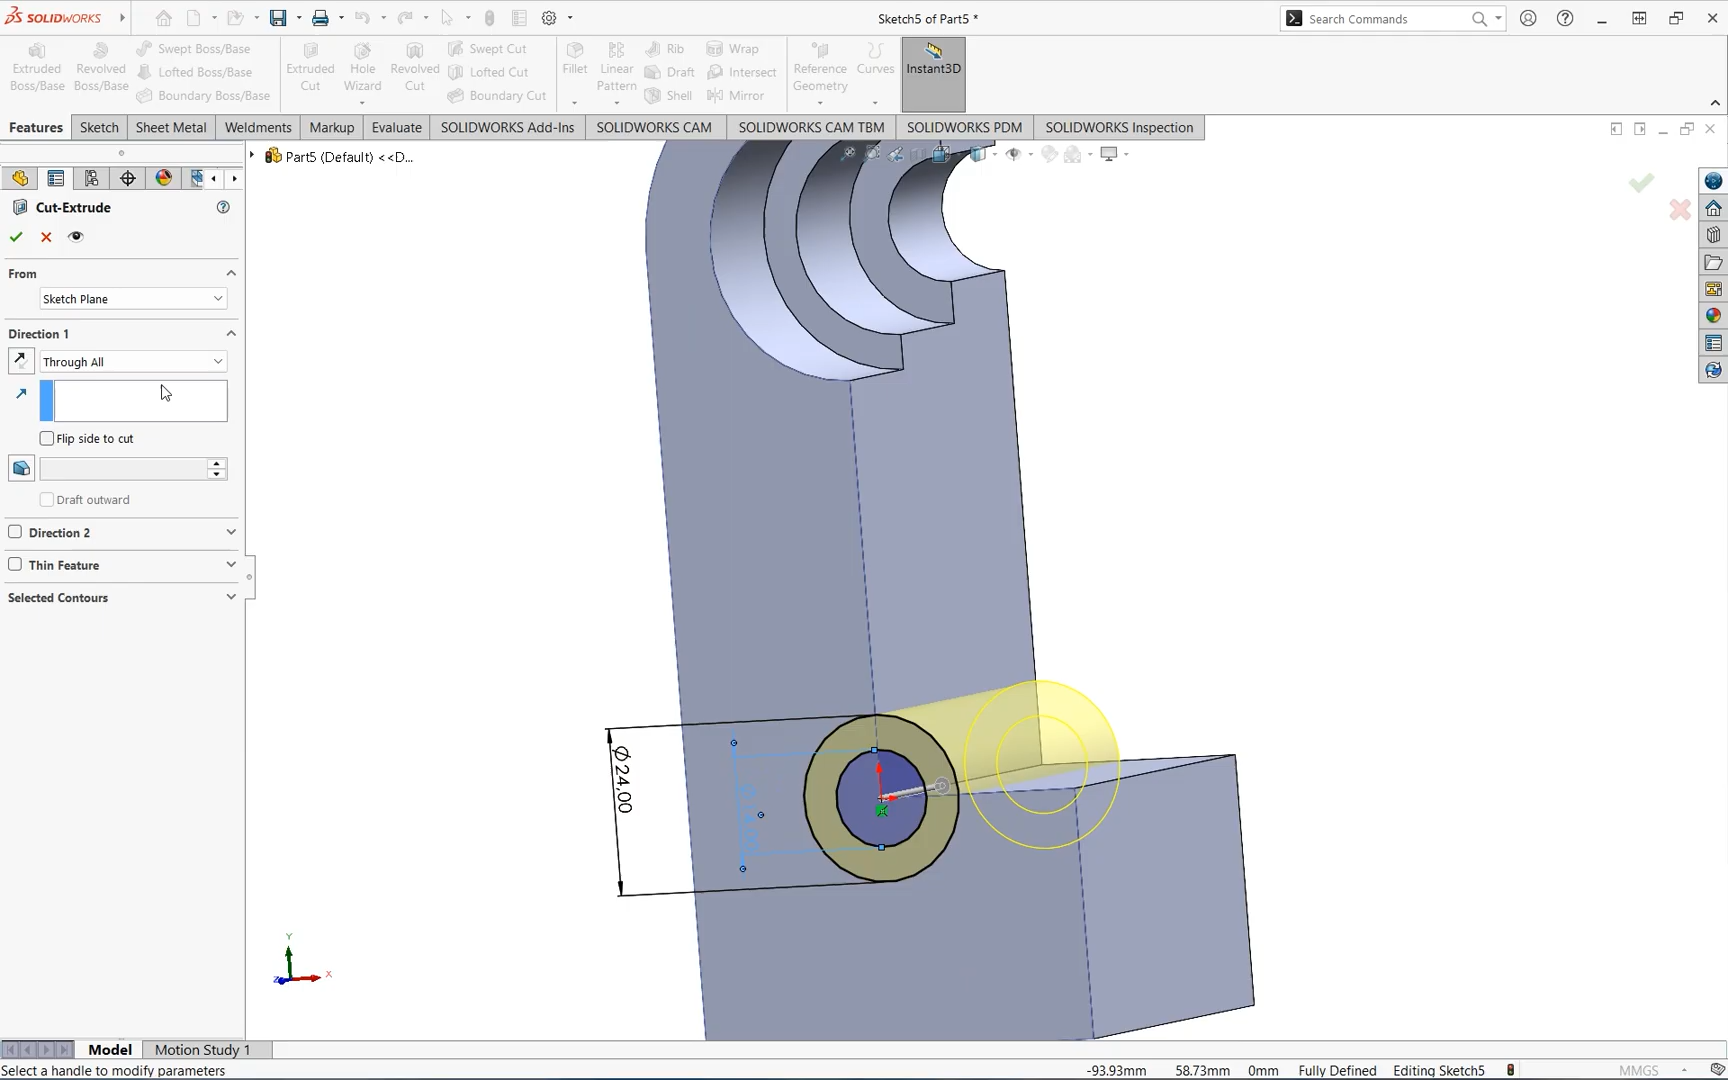 SOLIDWORKS
Sketch5 of Part5 *
Search Commands
Extruded Boss/Base
Revolved Boss/Base
Swept Boss/Base
Lofted Boss/Base
Boundary Boss/Base
Extruded Cut
Hole Wizard
Revolved Cut
Swept Cut
Lofted Cut
Boundary Cut
Fillet
Linear Pattern
Rib
Draft
Shell
Wrap
Intersect
Mirror
Reference Geometry
Curves
Instant3D
Features
Sketch
Sheet Metal
Weldments
Markup
Evaluate
SOLIDWORKS Add-Ins
SOLIDWORKS CAM
SOLIDWORKS CAM TBM
SOLIDWORKS PDM
SOLIDWORKS Inspection
Part5 (Default) <<D...
Cut-Extrude
From
Sketch Plane
Direction 1
Through All
Flip side to cut
Draft outward
Direction 2
Thin Feature
Selected Contours
∅24,00
Y
X
Z
Model
Motion Study 1
Select a handle to modify parameters
-93.93mm
58.73mm
0mm
Fully Defined
Editing Sketch5
MMGS